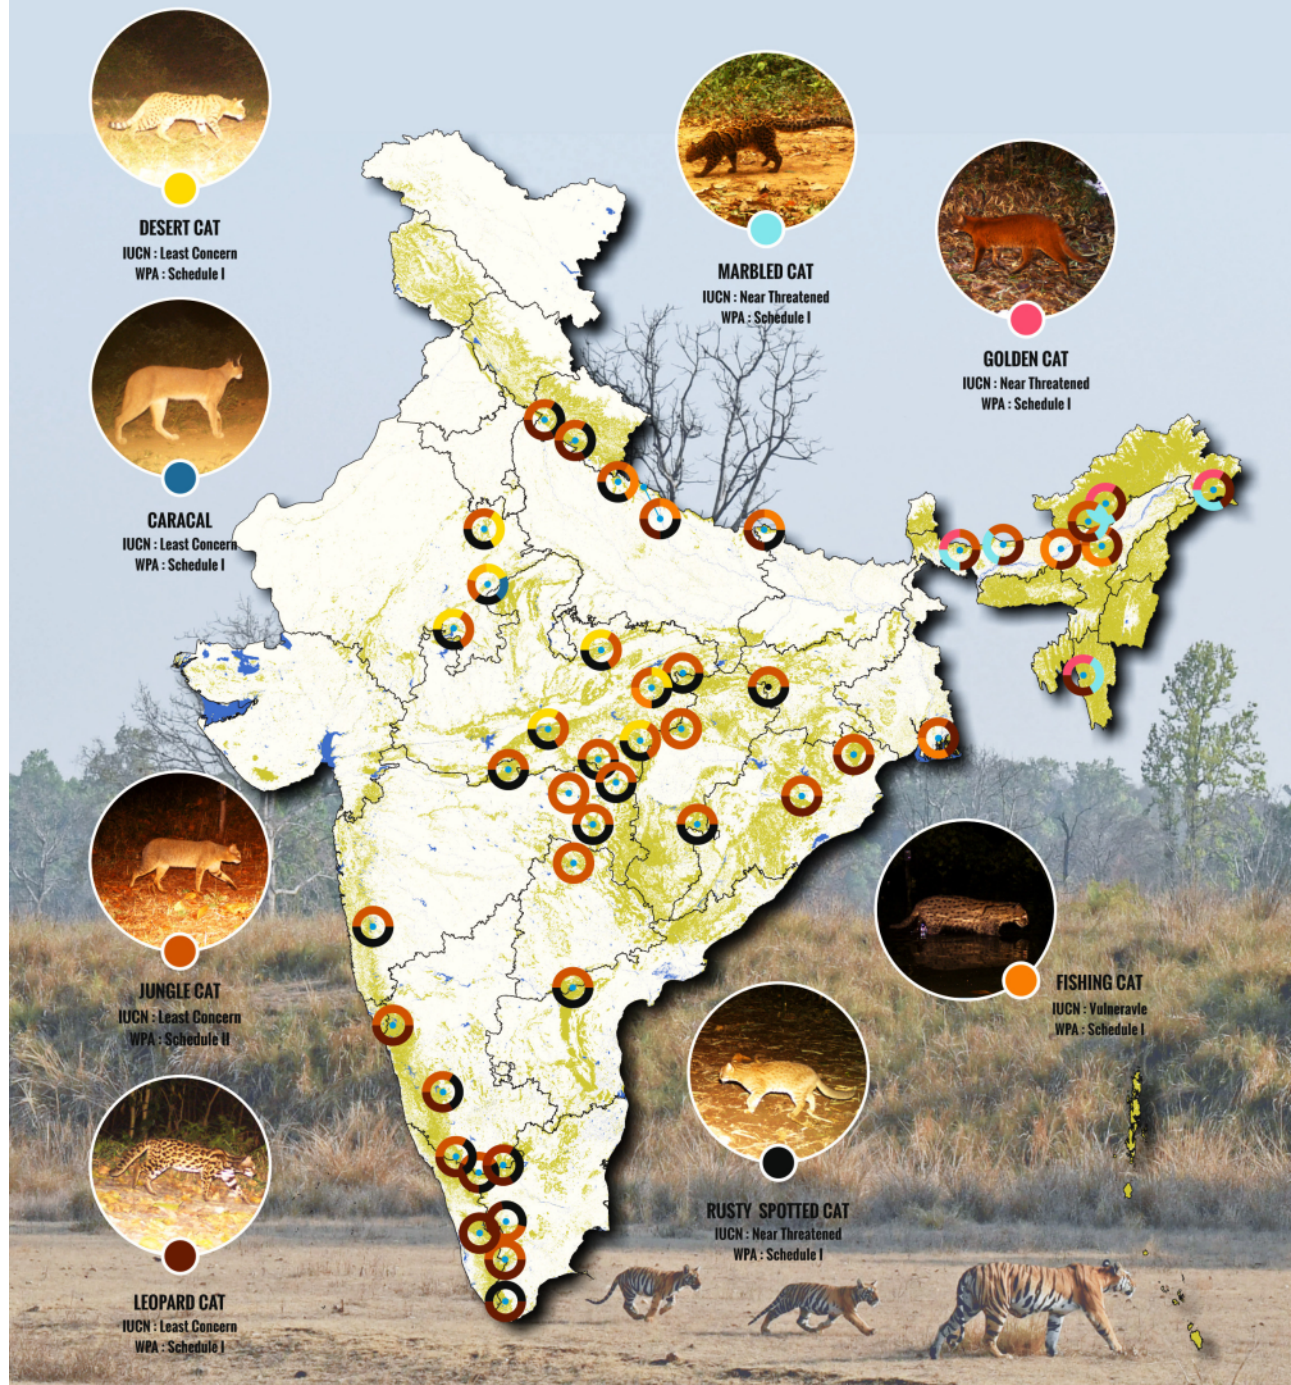 DESERT CAT
IUCN : Least Concern
WPA : Schedule I
CARACAL
IUCN : Least Concern
WPA : Schedule I
MARBLED CAT
IUCN : Near Threatened
WPA : Schedule I
GOLDEN CAT
IUCN : Near Threatened
WPA : Schedule I
JUNGLE CAT
IUCN : Least Concern
WPA : Schedule II
LEOPARD CAT
IUCN : Least Concern
WPA : Schedule I
FISHING CAT
IUCN : Vulneravle
WPA : Schedule I
RUSTY SPOTTED CAT
IUCN : Near Threatened
WPA : Schedule I